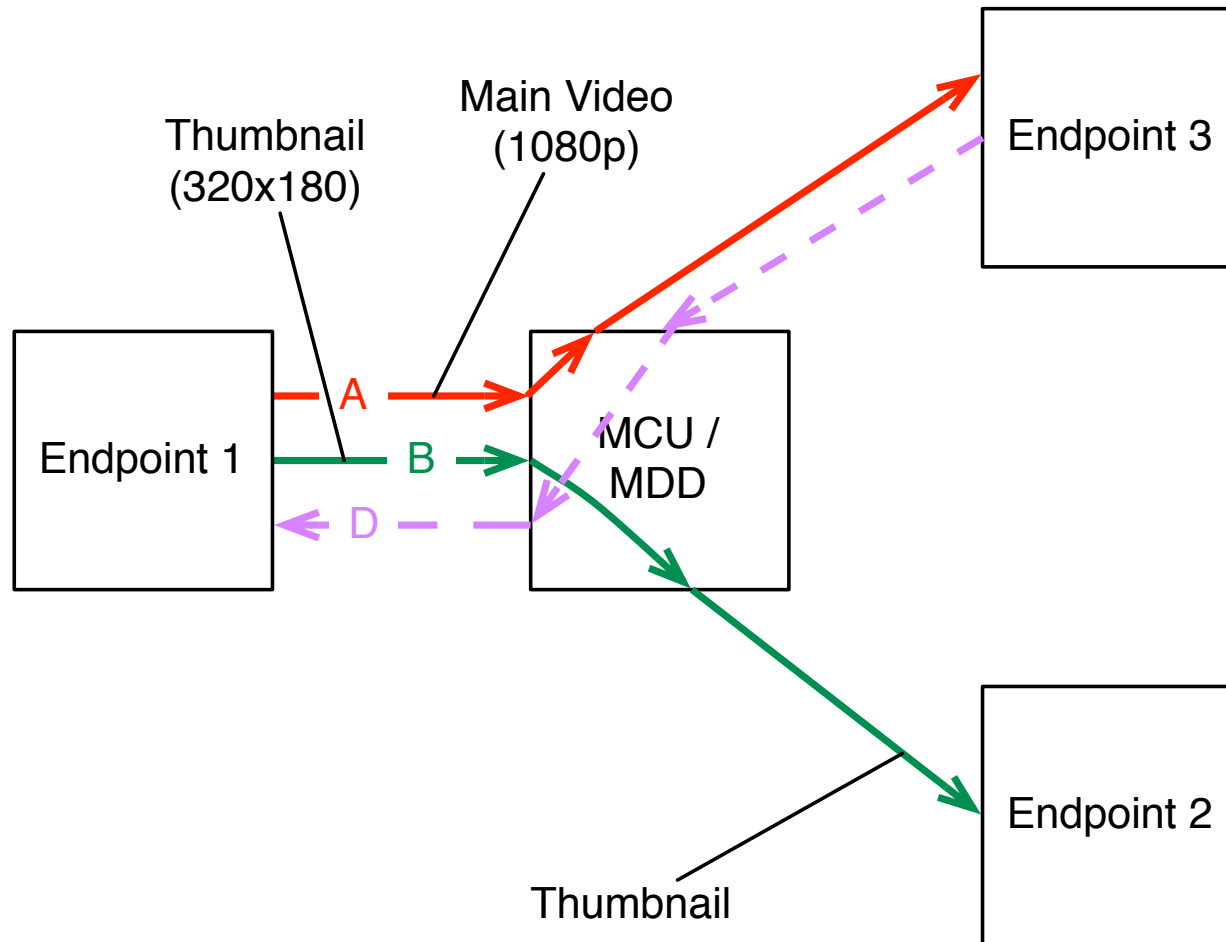 Main Video
(1080p)
Thumbnail
(320x180)
Endpoint 3
A
Endpoint 1
B
MCU /
MDD
D
Endpoint 2
Thumbnail